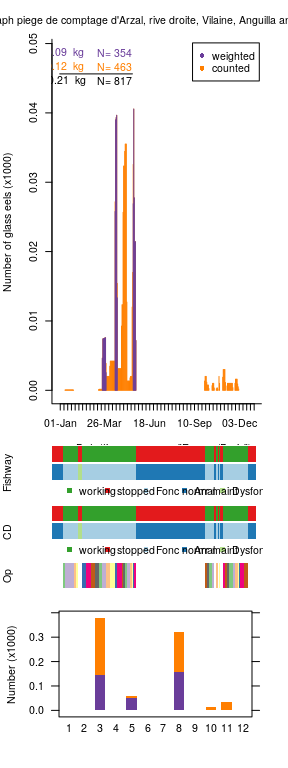 aph piege de comptage d'Arzal, rive droite, Vilaine, Anguilla an
.09 kg N= 354
.12 kg N= 463
.21 kg N= 817
weighted
counted
Number of glass eels (x1000)
0.05
0.04
0.03
0.02
0.01
0.00
01-Jan 26-Mar 18-Jun 10-Sep 03-Dec
Fishway
working stopped Fonc normal
CD
working stopped Fonc normal
Op
Number (x1000)
0.3
0.2
0.1
0.0
1 2 3 4 5 6 7 8 9 10 11 12